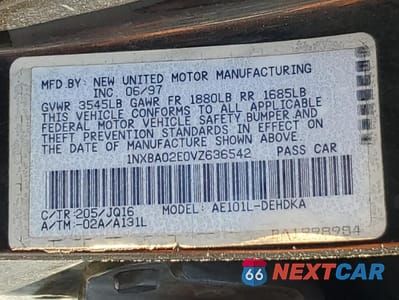 MFD BY: NEW UNITED MOTOR MANUFACTURING
INC. 06/97
GVWR 3545LB GAWR FR 1880LB RR 1685LB
THIS VEHICLE CONFORMS TO ALL APPLICABLE
FEDERAL MOTOR VEHICLE SAFETY,BUMPER AND
THEFT PREVENTION STANDARDS IN EFFECT ON
THE DATE OF MANUFACTURE SHOWN ABOVE.
1NXBA02E0VZ636542 PASS CAR
C/TR:205/JQ16 MODEL: AE101L-DEHDKA
A/TM:-02A/A131L
RA1898984
66 NEXTCAR